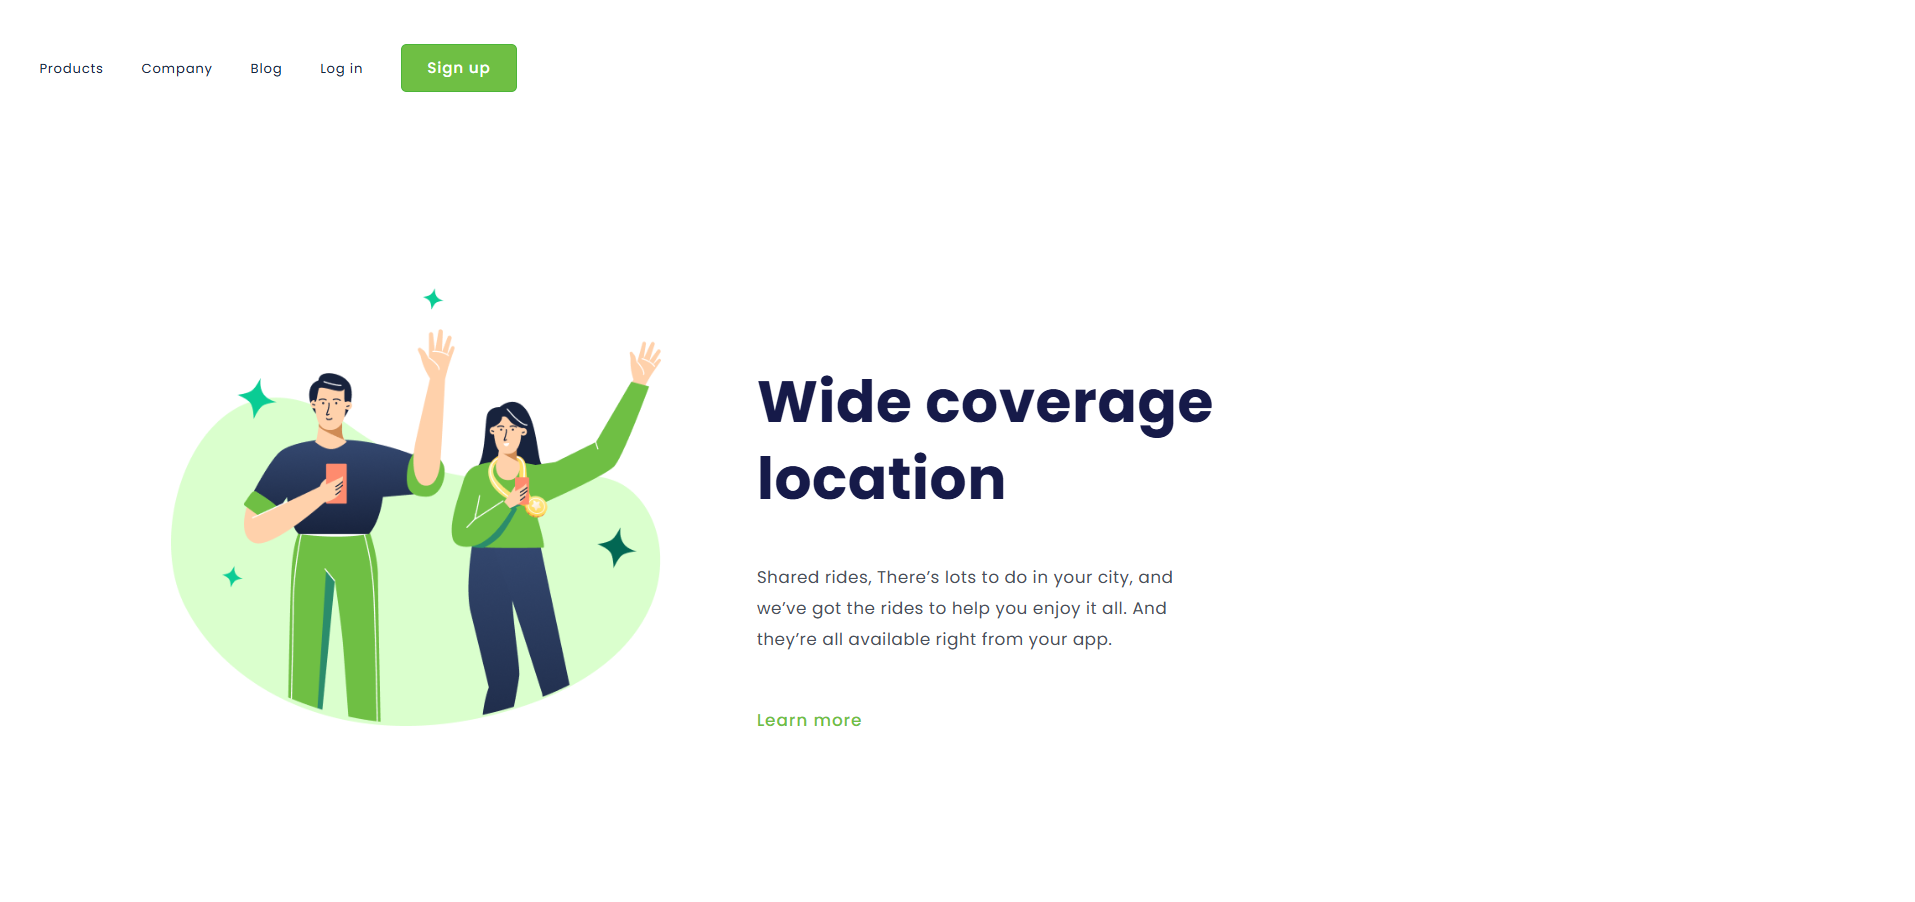 Products
Company
Blog
Log in
Sign up
Wide coverage
location
Shared rides, There’s lots to do in your city, and
we’ve got the rides to help you enjoy it all. And
they’re all available right from your app.
Learn more